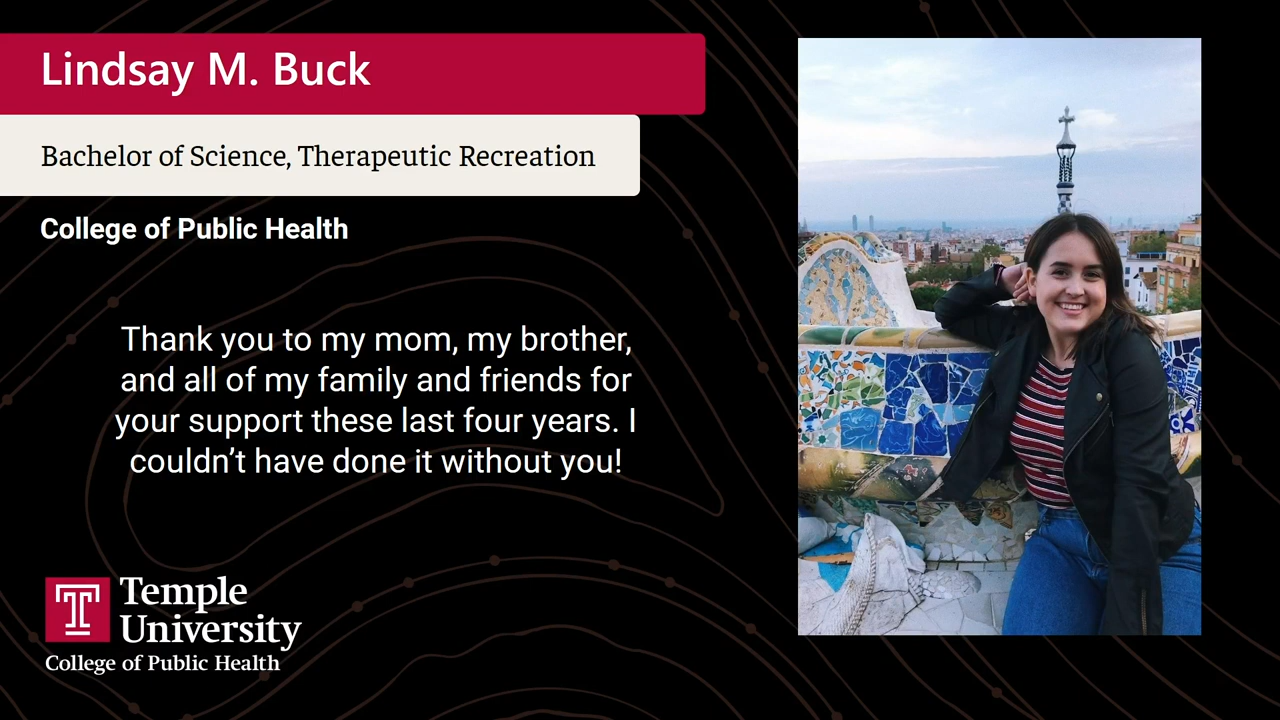 Lindsay M. Buck
Bachelor of Science, Therapeutic Recreation
College of Public Health
Thank you to my mom, my brother,
and all of my family and friends for
your support these last four years. I
couldn’t have done it without you!
T
Temple
University
College of Public Health